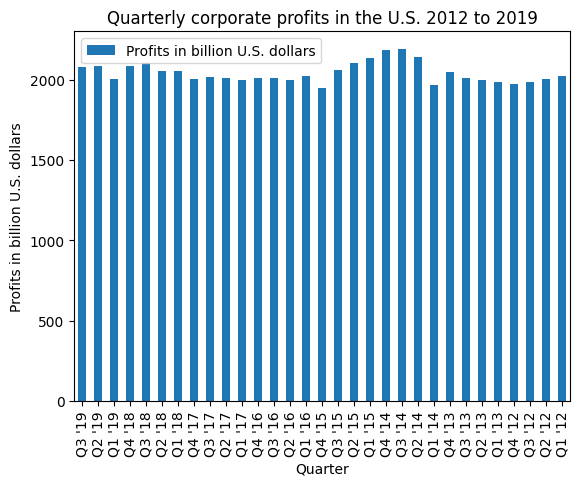 Quarterly corporate profits in the U.S. 2012 to 2019
Profits in billion U.S. dollars
Profits in billion U.S. dollars
2000
1500
1000
500
0
Q3 '19
Q2 '19
Q1 '19
Q4 '18
Q3 '18
Q2 '18
Q1 '18
Q4 '17
Q3 '17
Q2 '17
Q1 '17
Q4 '16
Q3 '16
Q2 '16
Q1 '16
Q4 '15
Q3 '15
Q2 '15
Q1 '15
Q4 '14
Q3 '14
Q2 '14
Q1 '14
Q4 '13
Q3 '13
Q2 '13
Q1 '13
Q4 '12
Q3 '12
Q2 '12
Q1 '12
Quarter